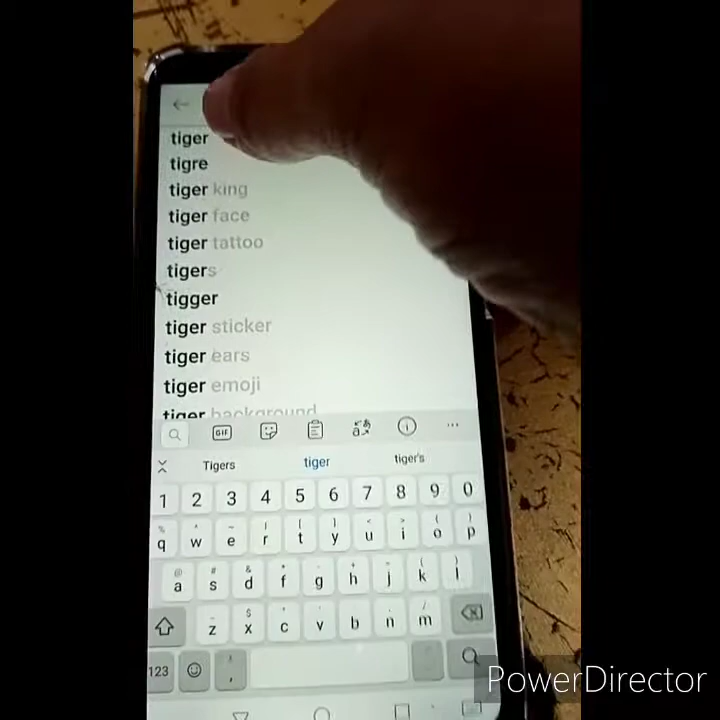 tiger
tigre
tiger king
tiger face
tiger tattoo
tigers
tigger
tiger sticker
tiger ears
tiger emoji
tiger background
GIF
Tigers tiger tiger's
1 2 3 4 5 6 7 8 9 0
q w e r t y u i o p
a s d f g h j k l
z x c v b n m
123 ,
PowerDirector